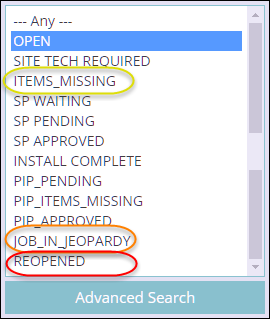 --- Any ---
OPEN
SITE TECH REQUIRED
ITEMS_MISSING
SP WAITING
SP PENDING
SP APPROVED
INSTALL COMPLETE
PIP_PENDING
PIP_ITEMS_MISSING
PIP_APPROVED
JOB_IN_JEOPARDY
REOPENED
Advanced Search